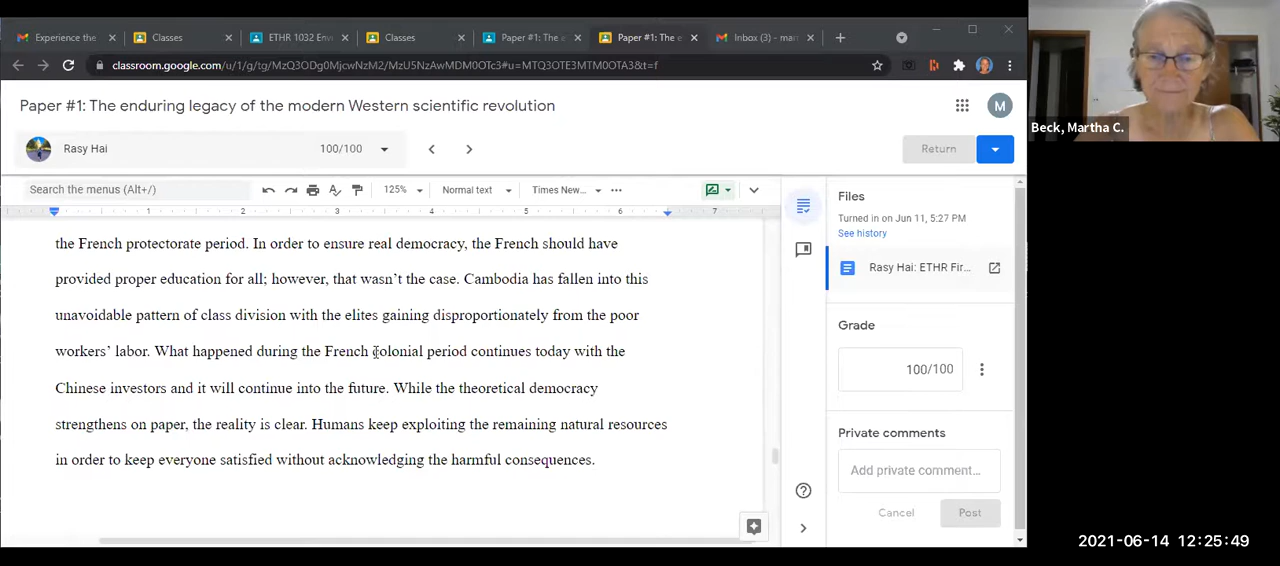 Experience the
Classes
ETHR 1032 Env
Classes
Paper #1: The e
Paper #1: The e
Inbox (3) - mar
classroom.google.com/u/1/g/tg/MzQ3ODg0MjcwNzM2/MzU5NzAwMDM0OTc3#u=MTQ3OTE3MTM0OTA3&t=f
Paper #1: The enduring legacy of the modern Western scientific revolution
M
Rasy Hai
100/100
Return
Search the menus (Alt+/)
125%
Normal text
Times New...
1 2 3 4 5 6 7
the French protectorate period. In order to ensure real democracy, the French should have
provided proper education for all; however, that wasn't the case. Cambodia has fallen into this
unavoidable pattern of class division with the elites gaining disproportionately from the poor
workers' labor. What happened during the French colonial period continues today with the
Chinese investors and it will continue into the future. While the theoretical democracy
strengthens on paper, the reality is clear. Humans keep exploiting the remaining natural resources
in order to keep everyone satisfied without acknowledging the harmful consequences.
Files
Turned in on Jun 11, 5:27 PM
See history
Rasy Hai: ETHR Fir...
Grade
100/100
Private comments
Add private comment...
Cancel
Post
Beck, Martha C.
2021-06-14 12:25:49